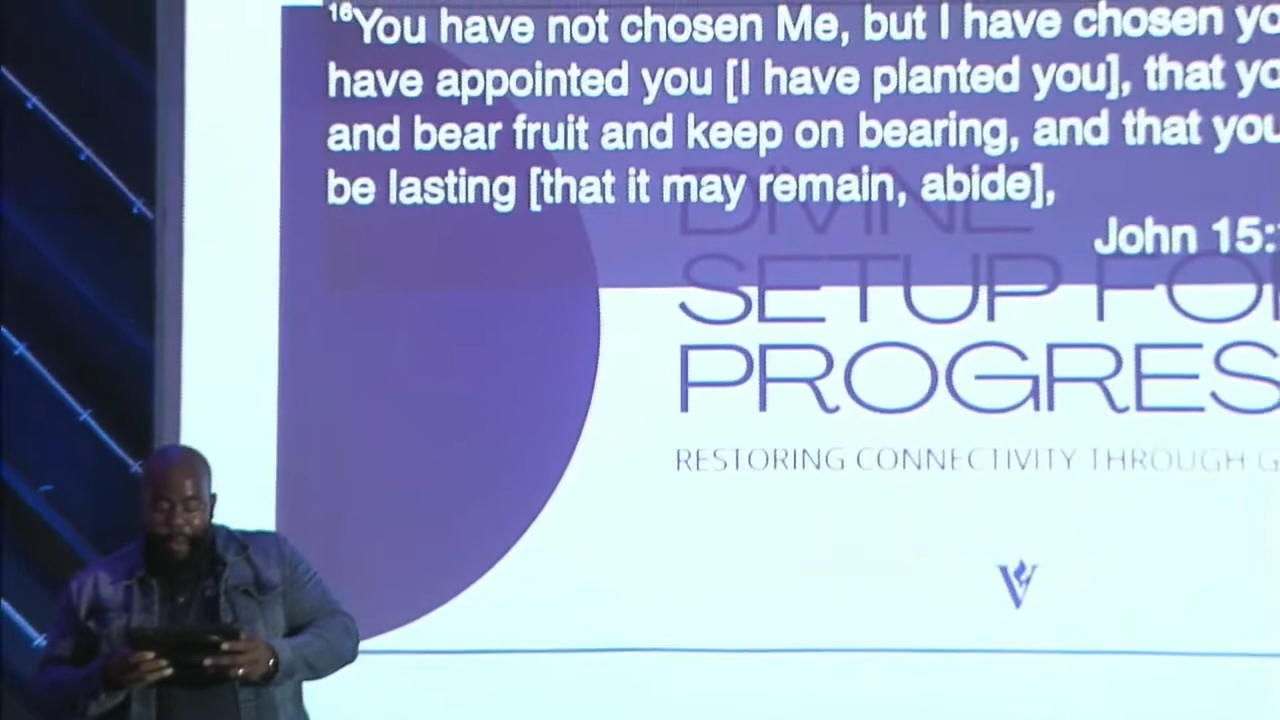 16You have not chosen Me, but I have chosen yo
have appointed you [I have planted you], that yo
and bear fruit and keep on bearing, and that you
be lasting [that it may remain, abide],
John 15:
DIVINE
SETUP FO
PROGRES
RESTORING CONNECTIVITY THROUGH G
V